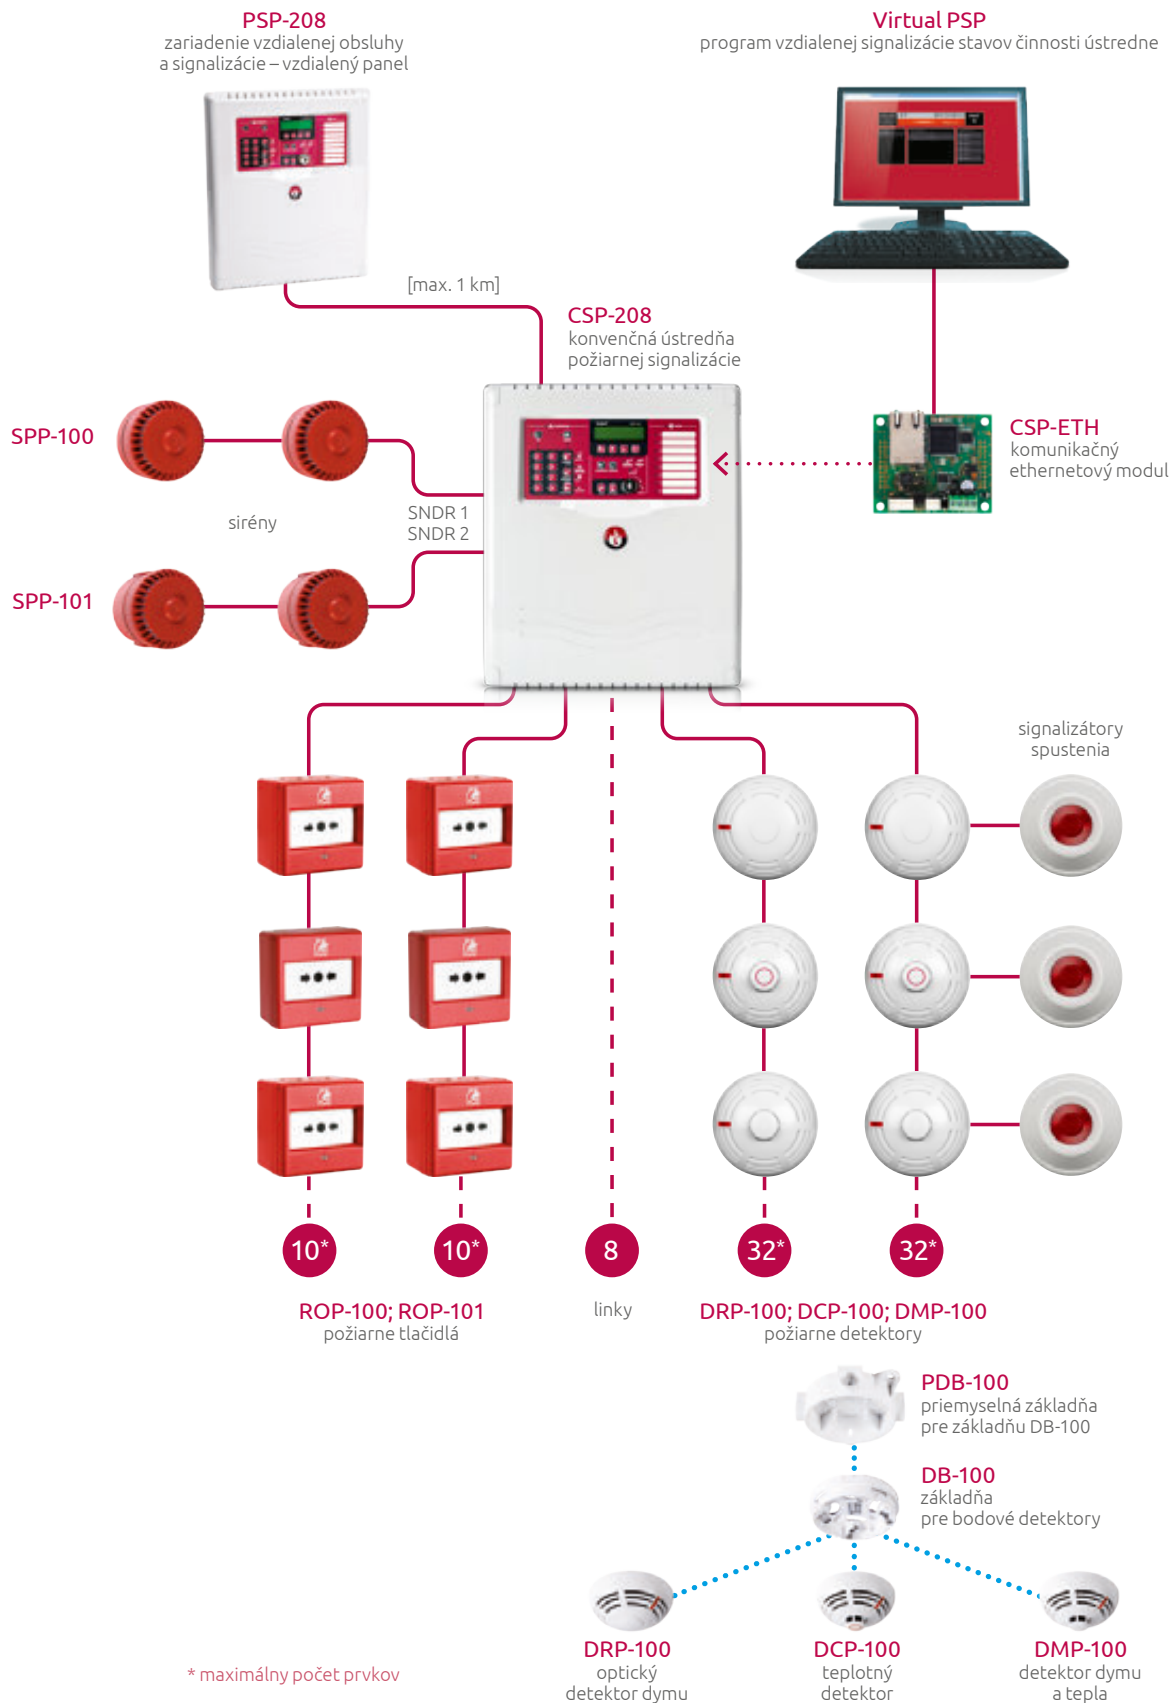 PSP-208
zariadenie vzdialenej obsluhy
a signalizácie – vzdialený panel
Virtual PSP
program vzdialenej signalizácie stavov činnosti ústredne
[max. 1 km]
CSP-208
konvenčná ústredňa
požiarnej signalizácie
SPP-100
CSP-ETH
komunikačný
ethernetový modul
sirény
SNDR 1
SNDR 2
SPP-101
signalizátory
spustenia
10*
10*
8
32*
32*
ROP-100; ROP-101
požiarne tlačidlá
linky
DRP-100; DCP-100; DMP-100
požiarne detektory
PDB-100
priemyselná základňa
pre základňu DB-100
DB-100
základňa
pre bodové detektory
DRP-100
optický
detektor dymu
DCP-100
teplotný
detektor
DMP-100
detektor dymu
a tepla
* maximálny počet prvkov